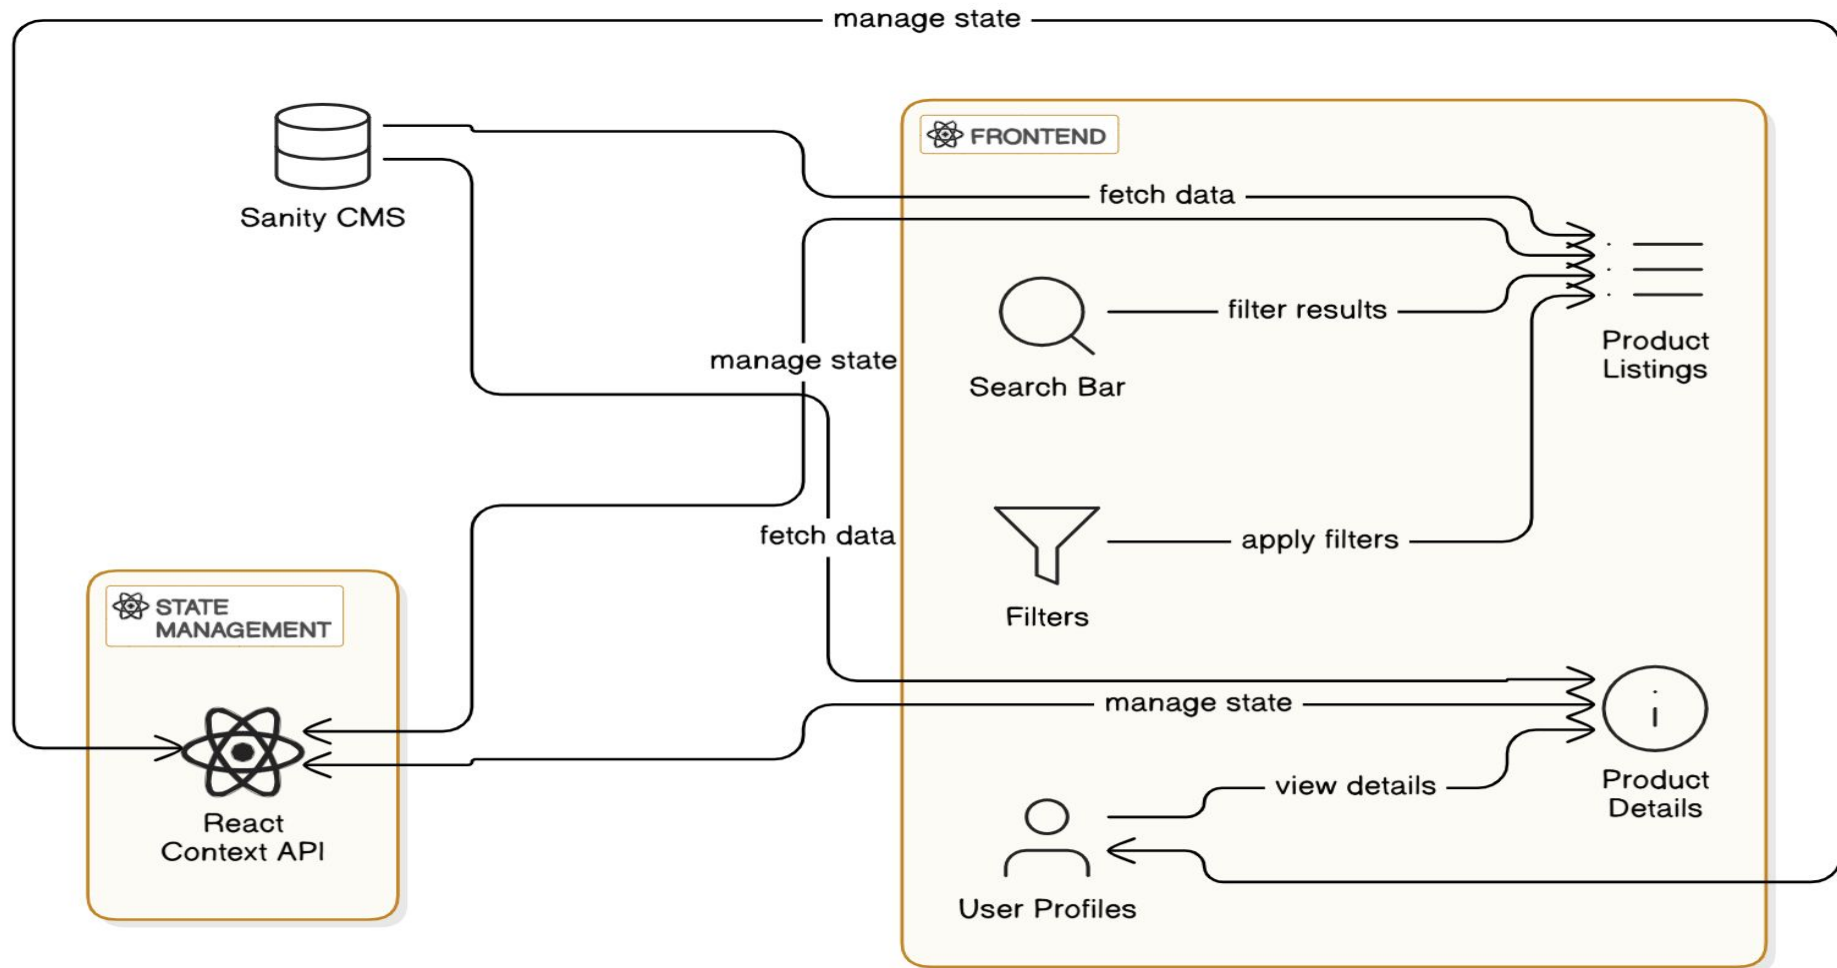 manage state
Sanity CMS
FRONTEND
fetch data
filter results
Search Bar
Product
Listings
manage state
fetch data
apply filters
Filters
STATE
MANAGEMENT
React
Context API
manage state
view details
Product
Details
User Profiles